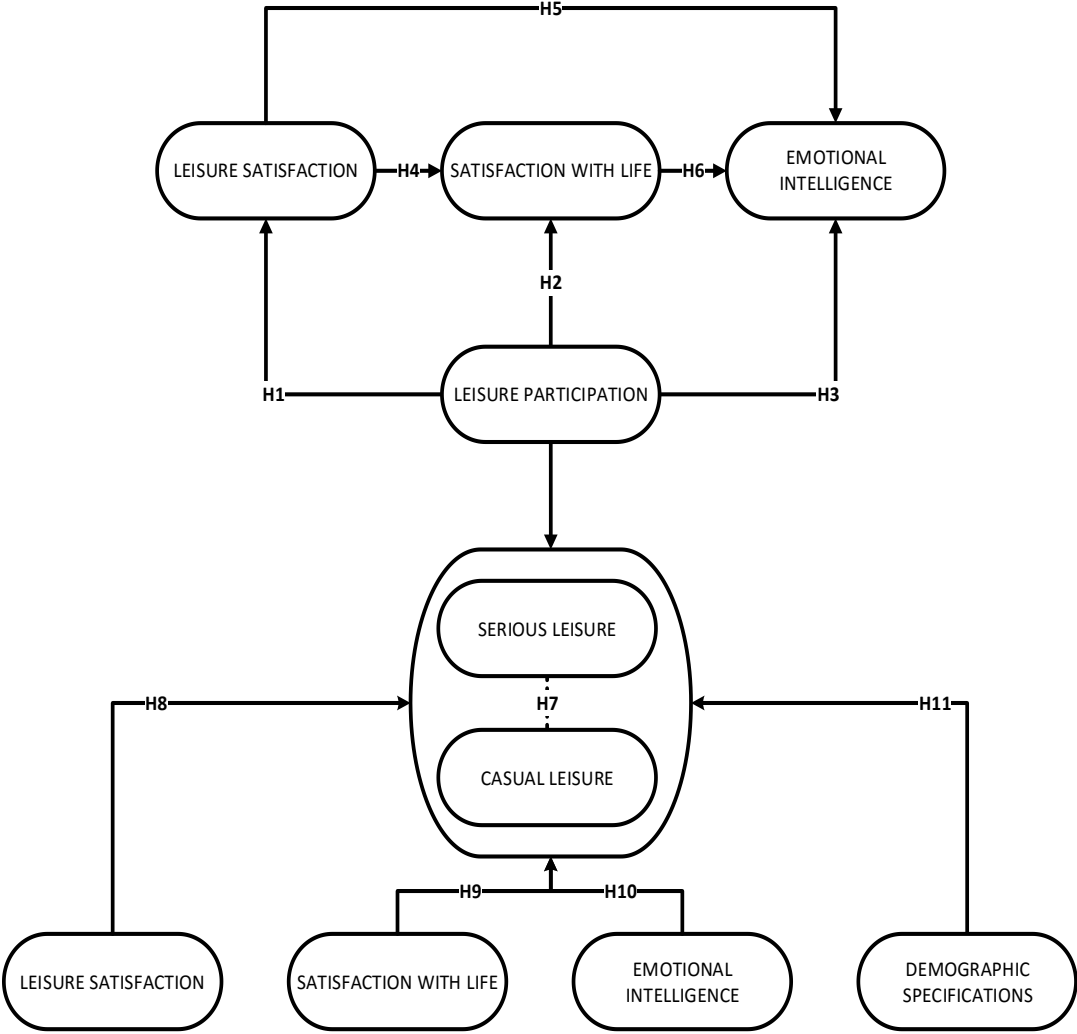 H5
LEISURE SATISFACTION
H4
SATISFACTION WITH LIFE
H6
EMOTIONAL
INTELLIGENCE
H2
H1
LEISURE PARTICIPATION
H3
SERIOUS LEISURE
H8
H7
H11
CASUAL LEISURE
H9
H10
LEISURE SATISFACTION
SATISFACTION WITH LIFE
EMOTIONAL
INTELLIGENCE
DEMOGRAPHIC
SPECIFICATIONS